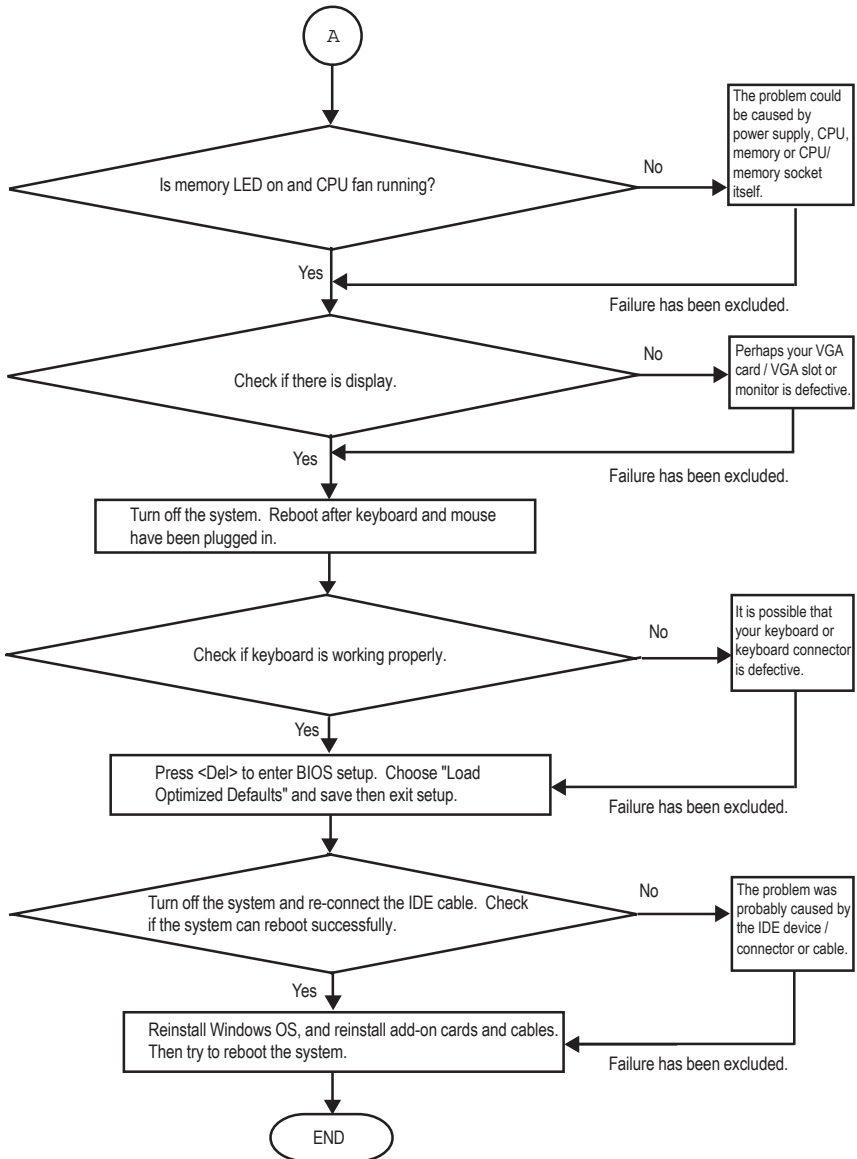 A
Is memory LED on and CPU fan running?
No
The problem could
be caused by
power supply, CPU,
memory or CPU/
memory socket
itself.
Yes
Failure has been excluded.
Check if there is display.
No
Perhaps your VGA
card / VGA slot or
monitor is defective.
Yes
Failure has been excluded.
Turn off the system.  Reboot after keyboard and mouse
have been plugged in.
Check if keyboard is working properly.
No
It is possible that
your keyboard or
keyboard connector
is defective.
Yes
Press <Del> to enter BIOS setup.  Choose "Load
Optimized Defaults" and save then exit setup.
Failure has been excluded.
Turn off the system and re-connect the IDE cable.  Check
if the system can reboot successfully.
No
The problem was
probably caused by
the IDE device /
connector or cable.
Yes
Reinstall Windows OS, and reinstall add-on cards and cables.
Then try to reboot the system.
Failure has been excluded.
END